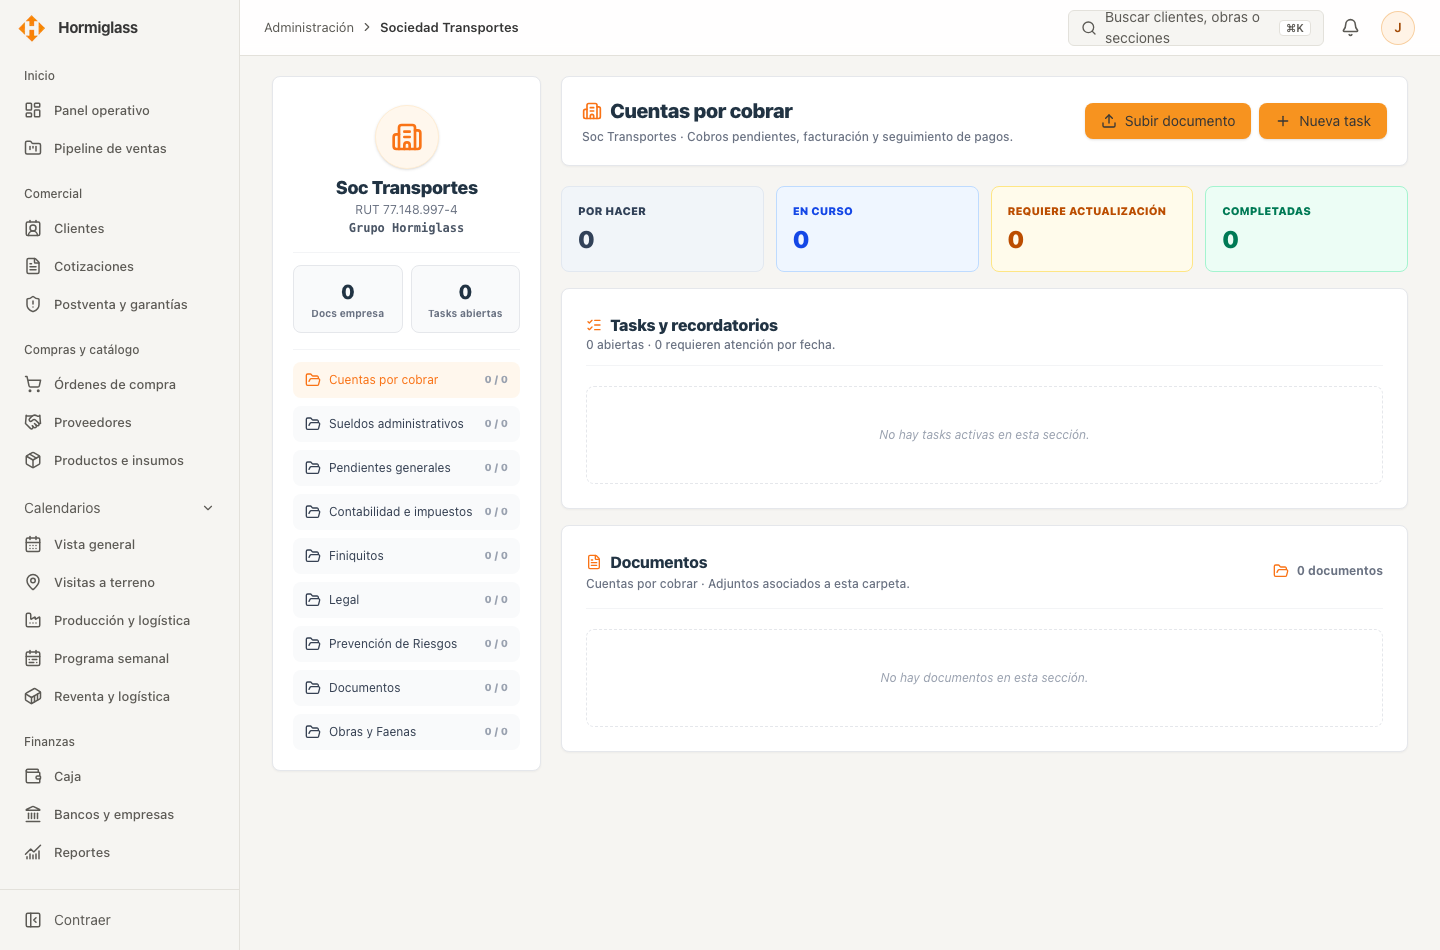 Hormiglass
Inicio
Panel operativo
Pipeline de ventas
Comercial
Clientes
Cotizaciones
Postventa y garantías
Compras y catálogo
Órdenes de compra
Proveedores
Productos e insumos
Calendarios
Vista general
Visitas a terreno
Producción y logística
Programa semanal
Reventa y logística
Finanzas
Caja
Bancos y empresas
Reportes
Contraer
Administración > Sociedad Transportes
Buscar clientes, obras o
secciones
⌘K
J
Soc Transportes
RUT 77.148.997-4
Grupo Hormiglass
0
Docs empresa
0
Tasks abiertas
Cuentas por cobrar 0 / 0
Sueldos administrativos 0 / 0
Pendientes generales 0 / 0
Contabilidad e impuestos 0 / 0
Finiquitos 0 / 0
Legal 0 / 0
Prevención de Riesgos 0 / 0
Documentos 0 / 0
Obras y Faenas 0 / 0
Cuentas por cobrar
Soc Transportes · Cobros pendientes, facturación y seguimiento de pagos.
Subir documento
Nueva task
POR HACER
0
EN CURSO
0
REQUIERE ACTUALIZACIÓN
0
COMPLETADAS
0
Tasks y recordatorios
0 abiertas · 0 requieren atención por fecha.
No hay tasks activas en esta sección.
Documentos
Cuentas por cobrar · Adjuntos asociados a esta carpeta.
0 documentos
No hay documentos en esta sección.